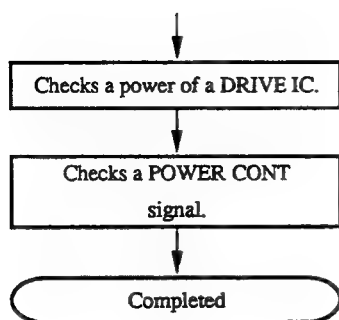 Checks a power of a DRIVE IC.
Checks a POWER CONT
signal.
Completed